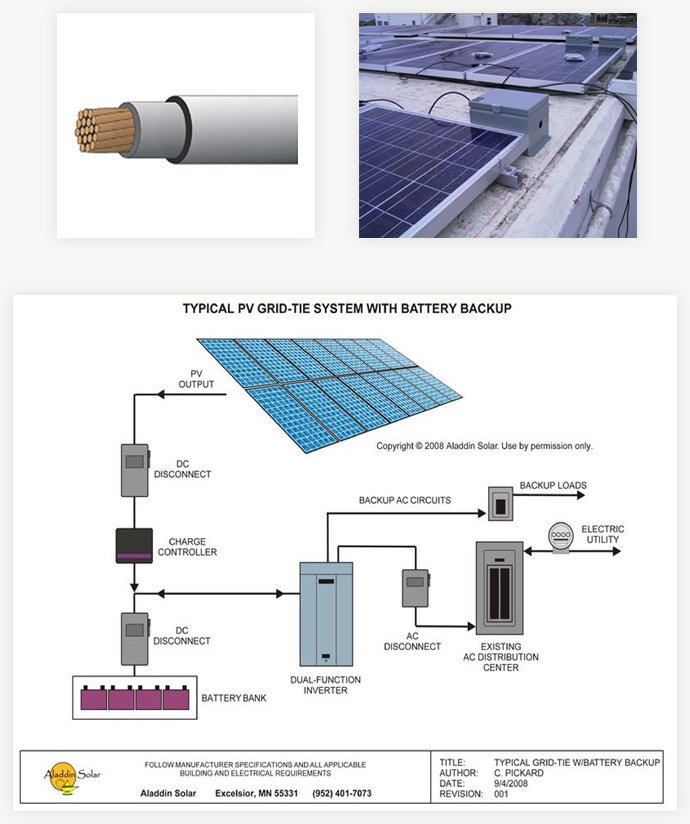 TYPICAL PV GRID-TIE SYSTEM WITH BATTERY BACKUP
PV
OUTPUT
Copyright © 2008 Aladdin Solar. Use by permission only.
DC
DISCONNECT
BACKUP AC CIRCUITS
BACKUP LOADS
ELECTRIC
UTILITY
CHARGE
CONTROLLER
DC
DISCONNECT
AC
DISCONNECT
EXISTING
AC DISTRIBUTION
CENTER
DUAL-FUNCTION
INVERTER
BATTERY BANK
Aladdin Solar
FOLLOW MANUFACTURER SPECIFICATIONS AND ALL APPLICABLE
BUILDING AND ELECTRICAL REQUIREMENTS
Aladdin Solar Excelsior, MN 55331 (952) 401-7073
TITLE: TYPICAL GRID-TIE W/BATTERY BACKUP
AUTHOR: C. PICKARD
DATE: 9/4/2008
REVISION: 001